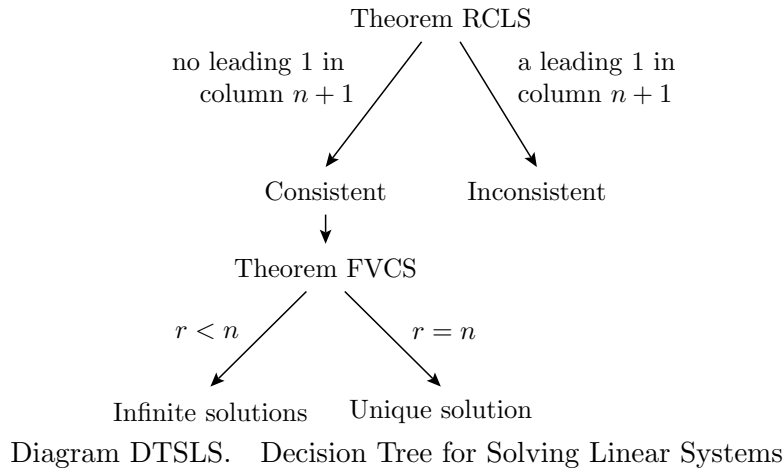 Theorem RCLS
no leading 1 in
column n + 1
a leading 1 in
column n + 1
Consistent
Inconsistent
Theorem FVCS
r < n
r = n
Infinite solutions
Unique solution
Diagram DTSLS. Decision Tree for Solving Linear Systems